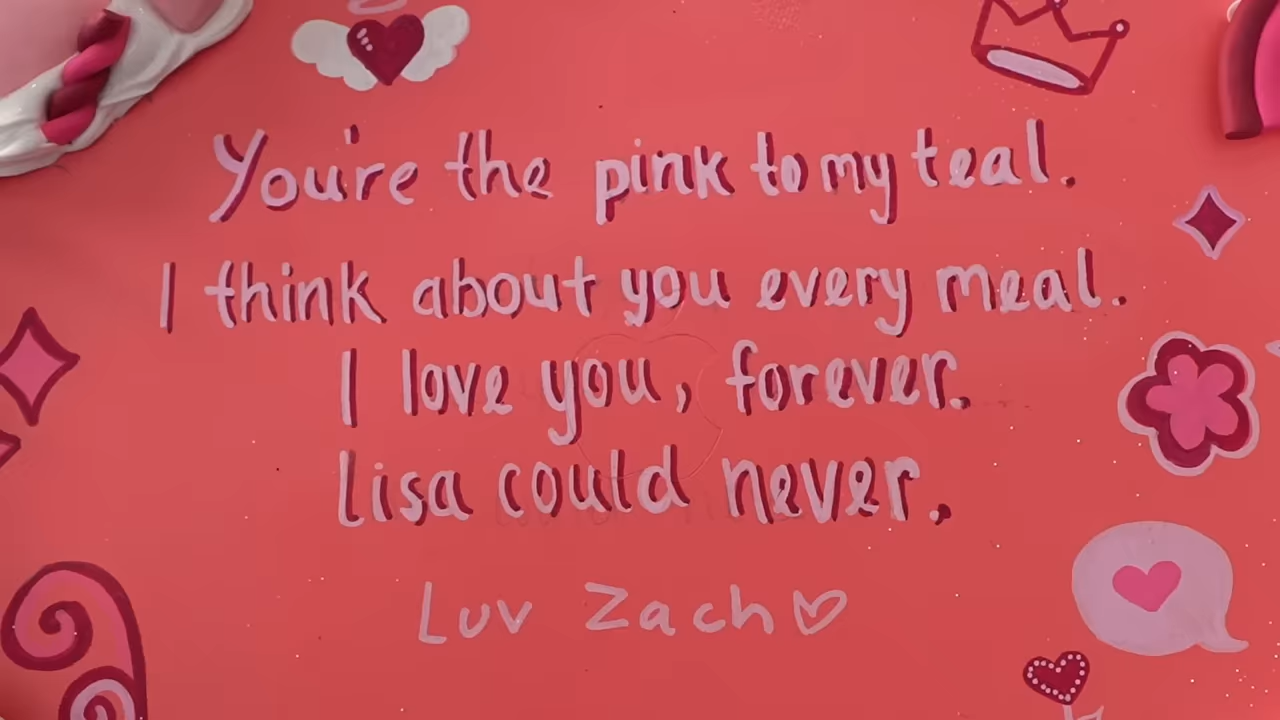 You're the pink to my teal.
I think about you every meal.
I love you, forever.
Lisa could never.
Luv Zach